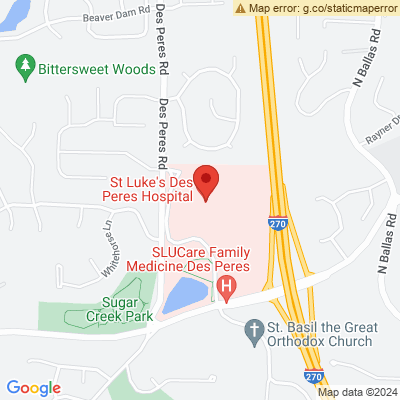 Map error: g.co/staticmaperror
Beaver Dam Rd
Bittersweet Woods
Des Peres Rd
Des Peres Rd
N Ballas Rd
Rayner Dr
St Luke's Des
Peres Hospital
270
Whitehorse Ln
SLUCare Family
Medicine Des Peres
H
N Ballas Rd
Sugar
Creek Park
St. Basil the Great
Orthodox Church
270
Google
Map data ©2024